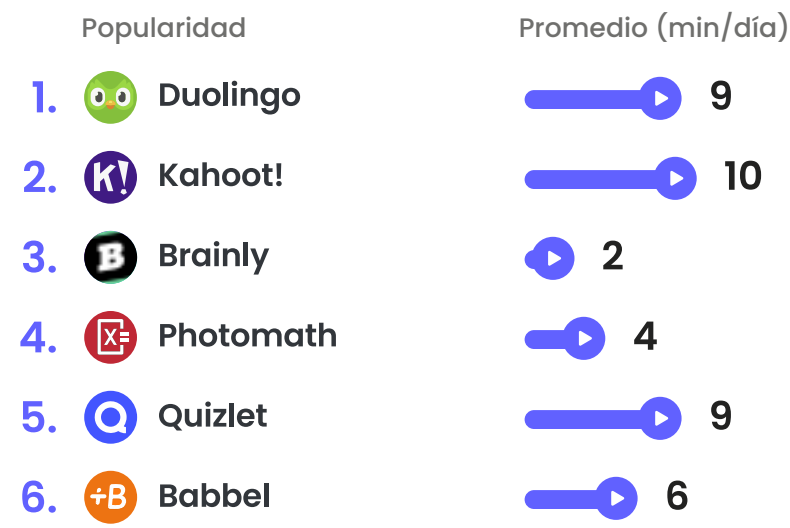 Popularidad Promedio (min/día)
1. Duolingo 9
2. K! Kahoot! 10
3. B Brainly 2
4. X= Photomath 4
5. Q Quizlet 9
6. +B Babbel 6